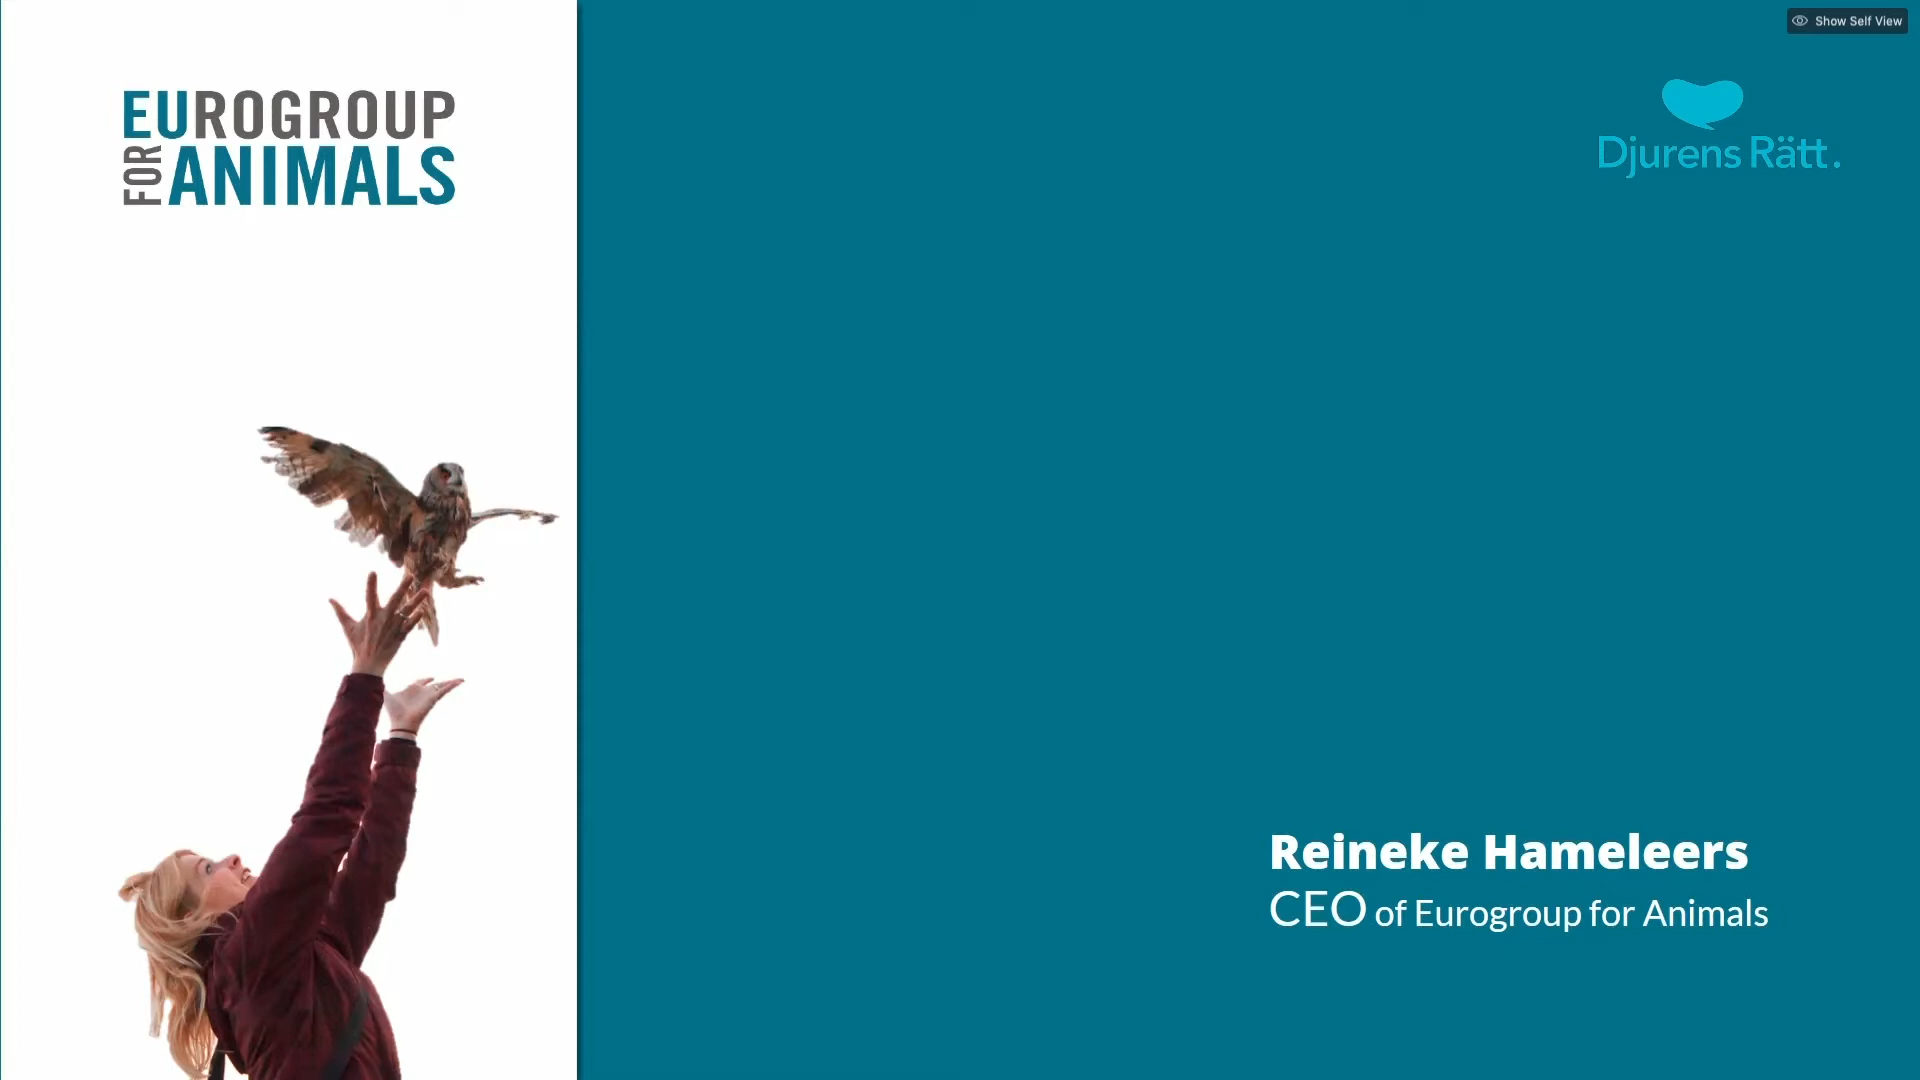 Show Self View
EUROGROUP
FOR ANIMALS
Djurens Rätt.
Reineke Hameleers
CEO of Eurogroup for Animals